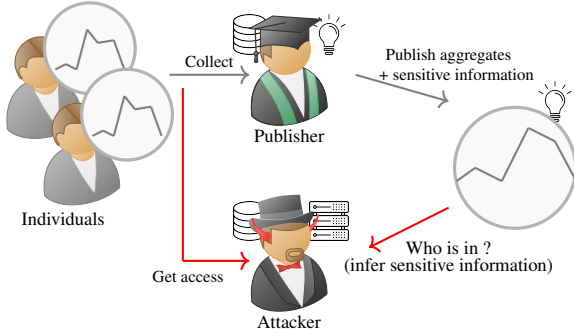 Collect
Publish aggregates
+ sensitive information
Publisher
Individuals
Who is in ?
(infer sensitive information)
Get access
Attacker